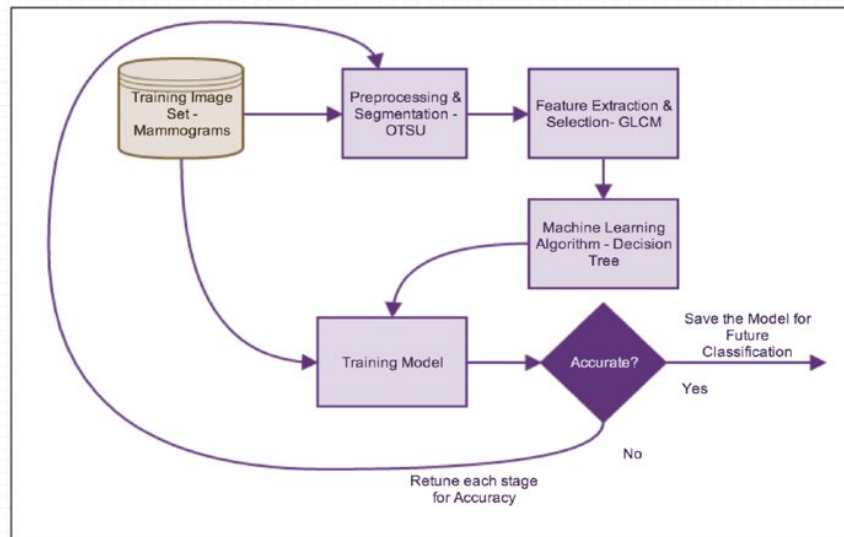 Training Image
Set -
Mammograms
Preprocessing &
Segmentation -
OTSU
Feature Extraction &
Selection- GLCM
Machine Learning
Algorithm - Decision
Tree
Training Model
Accurate?
Save the Model for
Future
Classification
Yes
No
Retune each stage
for Accuracy